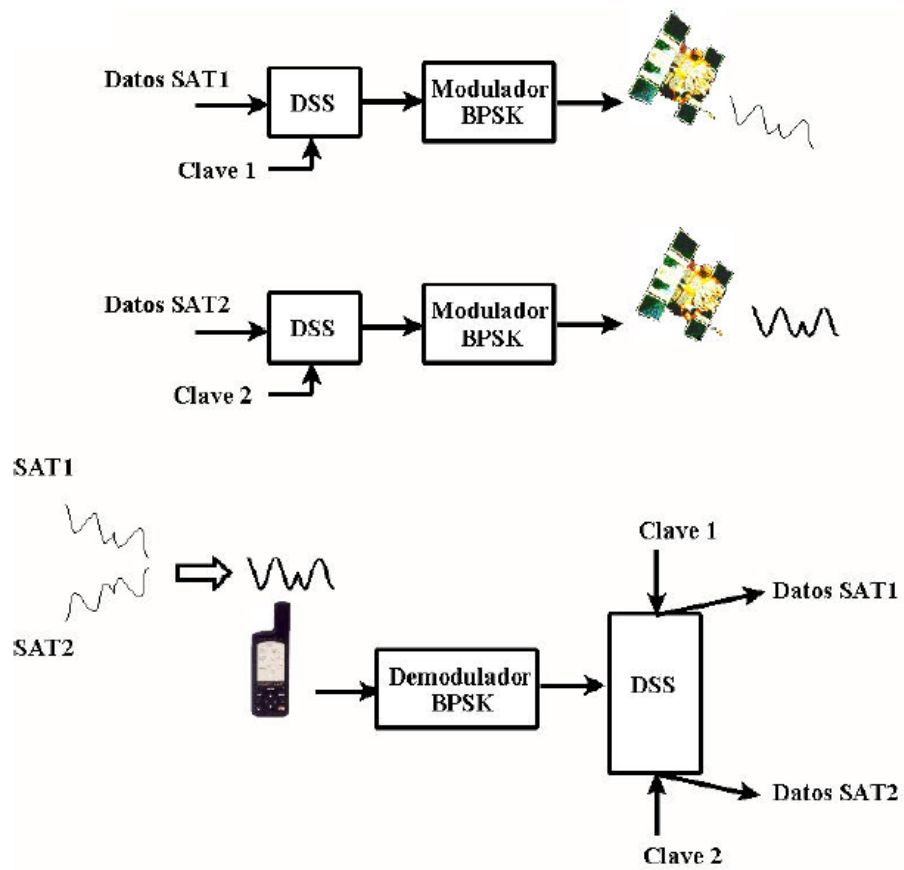 Datos SAT1
DSS
Modulador
BPSK
Clave 1
Datos SAT2
DSS
Modulador
BPSK
Clave 2
SAT1
SAT2
Clave 1
Datos SAT1
Demodulador
BPSK
DSS
Datos SAT2
Clave 2